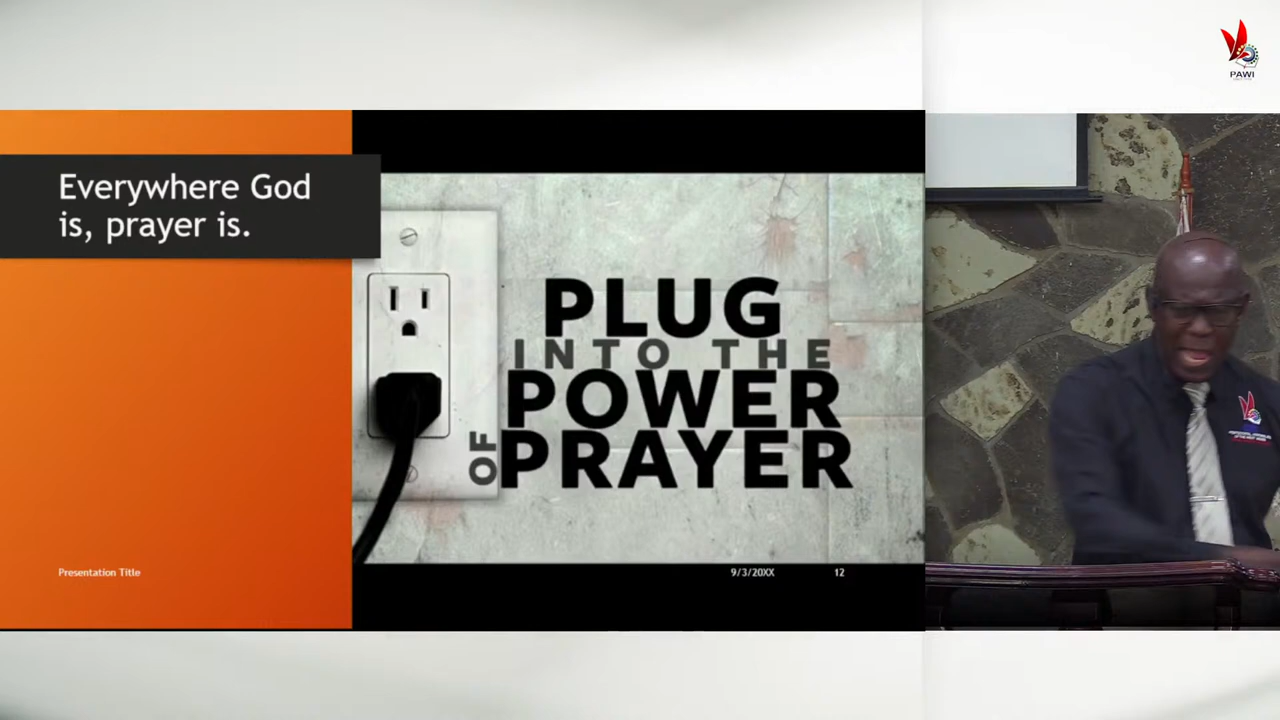 PAWI
Everywhere God
is, prayer is.
PLUG
INTO THE
POWER
OF PRAYER
Presentation Title
9/3/20XX
12